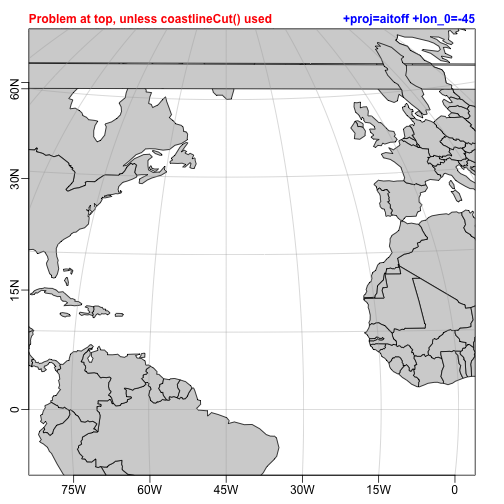 Problem at top, unless coastlineCut() used +proj=aitoff +lon_0=-45
60N
30N
15N
0
75W 60W 45W 30W 15W 0